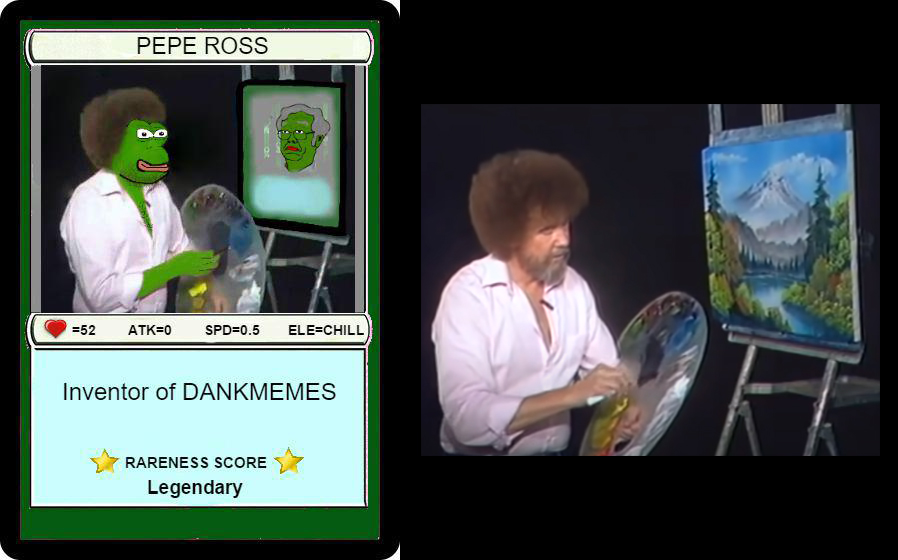 PEPE ROSS
=52 ATK=0 SPD=0.5 ELE=CHILL
Inventor of DANKMEMES
RARENESS SCORE
Legendary